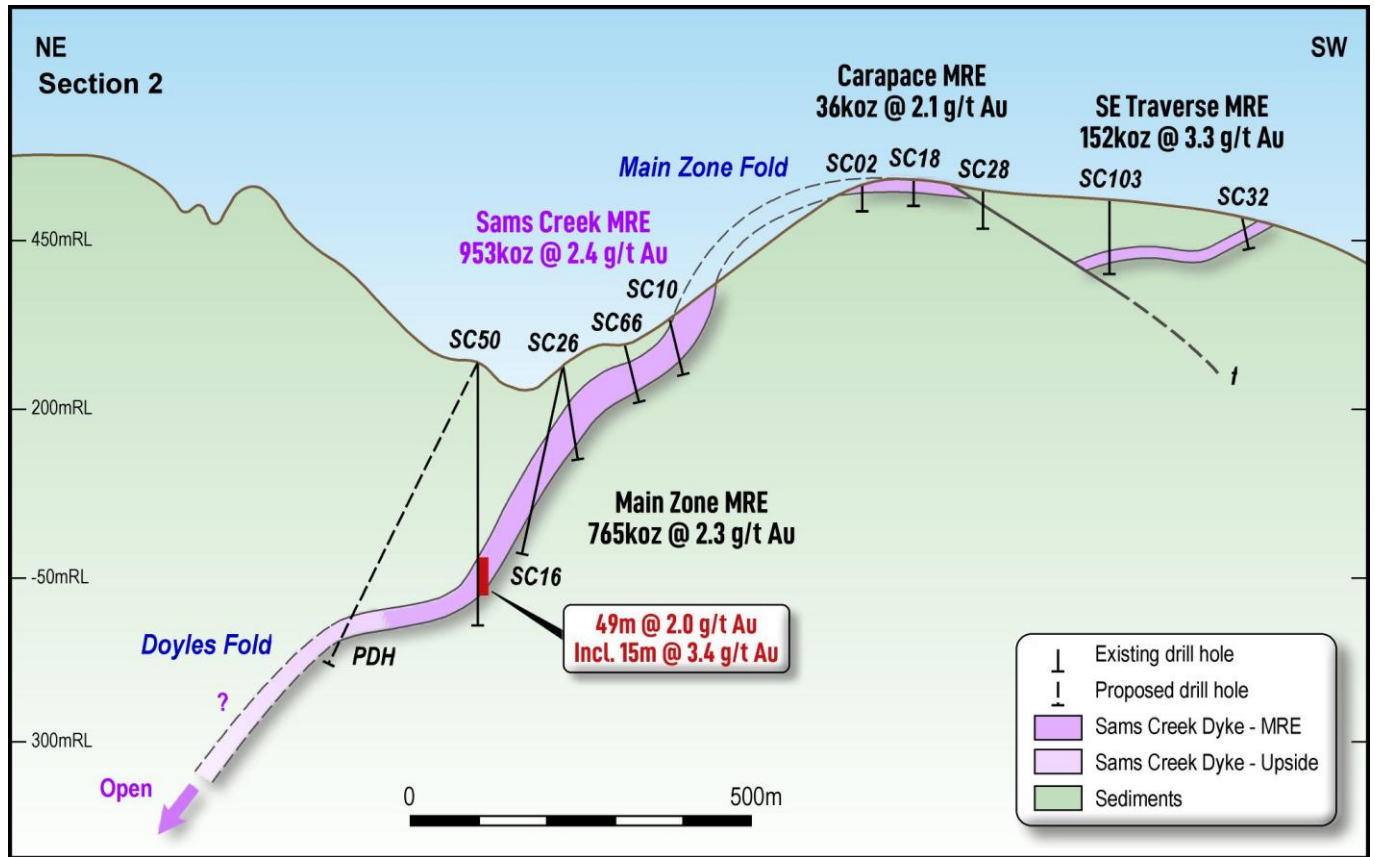 NE
SW
Section 2
Carapace MRE
36koz @ 2.1 g/t Au
SE Traverse MRE
152koz @ 3.3 g/t Au
Main Zone Fold
SC02
SC18
SC28
SC103
SC32
Sams Creek MRE
953koz @ 2.4 g/t Au
450mRL
SC10
SC66
SC50
SC26
f
200mRL
Main Zone MRE
765koz @ 2.3 g/t Au
-50mRL
SC16
49m @ 2.0 g/t Au
Incl. 15m @ 3.4 g/t Au
Doyles Fold
PDH
?
300mRL
Open
0
500m
Existing drill hole
Proposed drill hole
Sams Creek Dyke - MRE
Sams Creek Dyke - Upside
Sediments